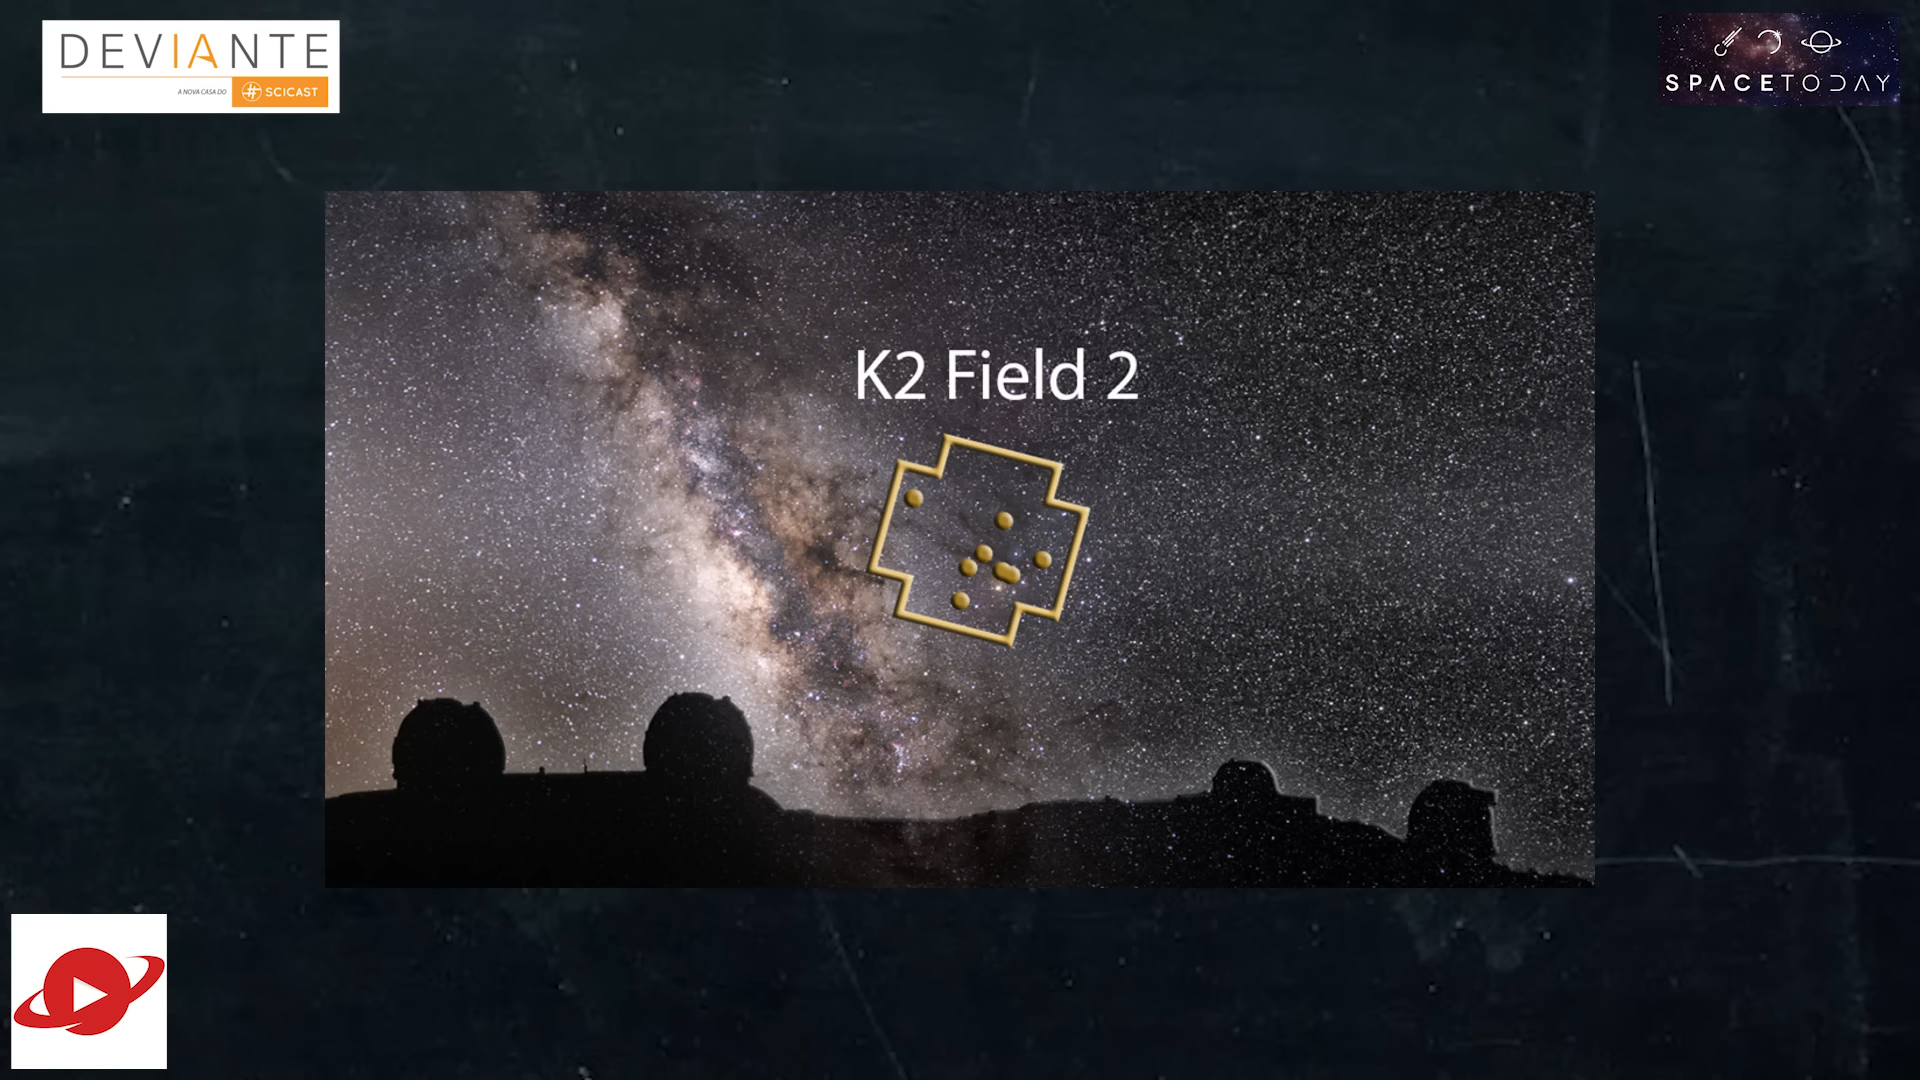 DEVIANTE
A NOVA CASA DO
SCICAST
SPACETODAY
K2 Field 2